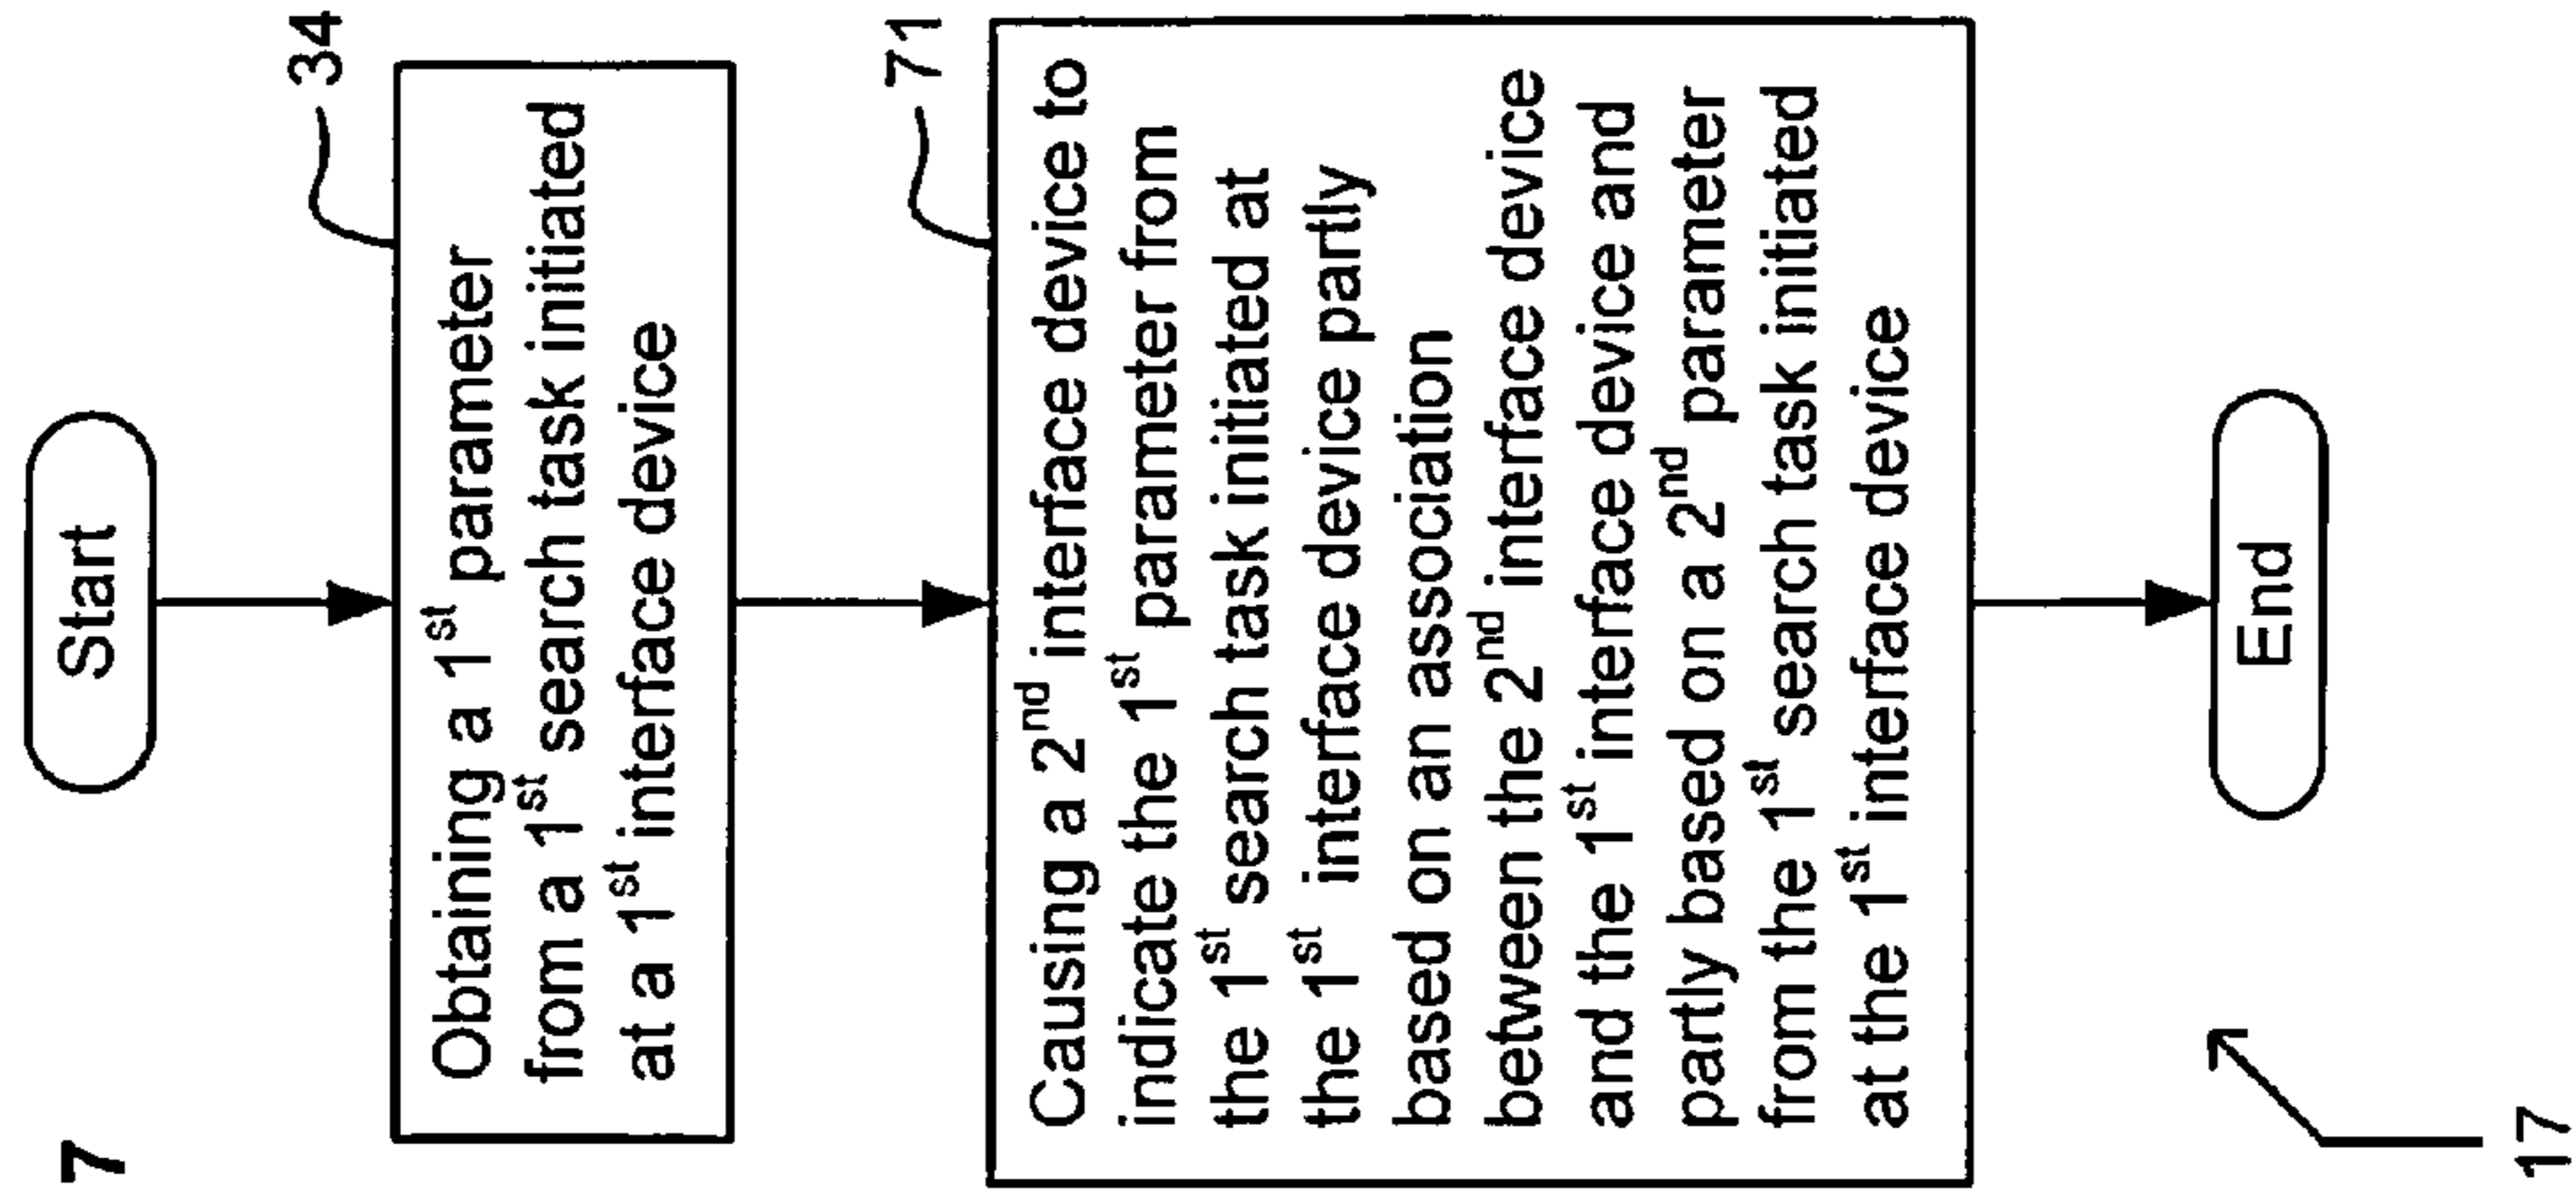 7
Start
34
Obtaining a 1st parameter
from a 1st search task initiated
at a 1st interface device
71
Causing a 2nd interface device to
indicate the 1st parameter from
the 1st search task initiated at
the 1st interface device partly
based on an association
between the 2nd interface device
and the 1st interface device and
partly based on a 2nd parameter
from the 1st search task initiated
at the 1st interface device
End
17